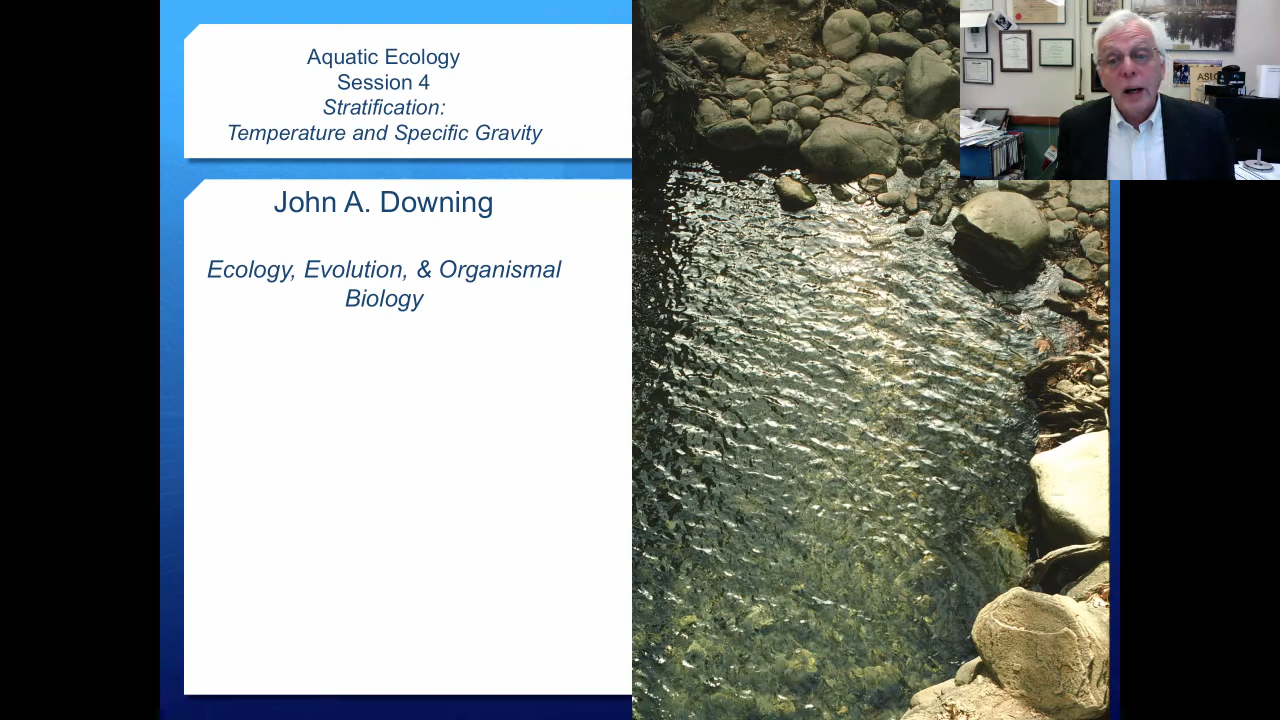 Aquatic Ecology
Session 4
Stratification:
Temperature and Specific Gravity
John A. Downing
Ecology, Evolution, & Organismal
Biology